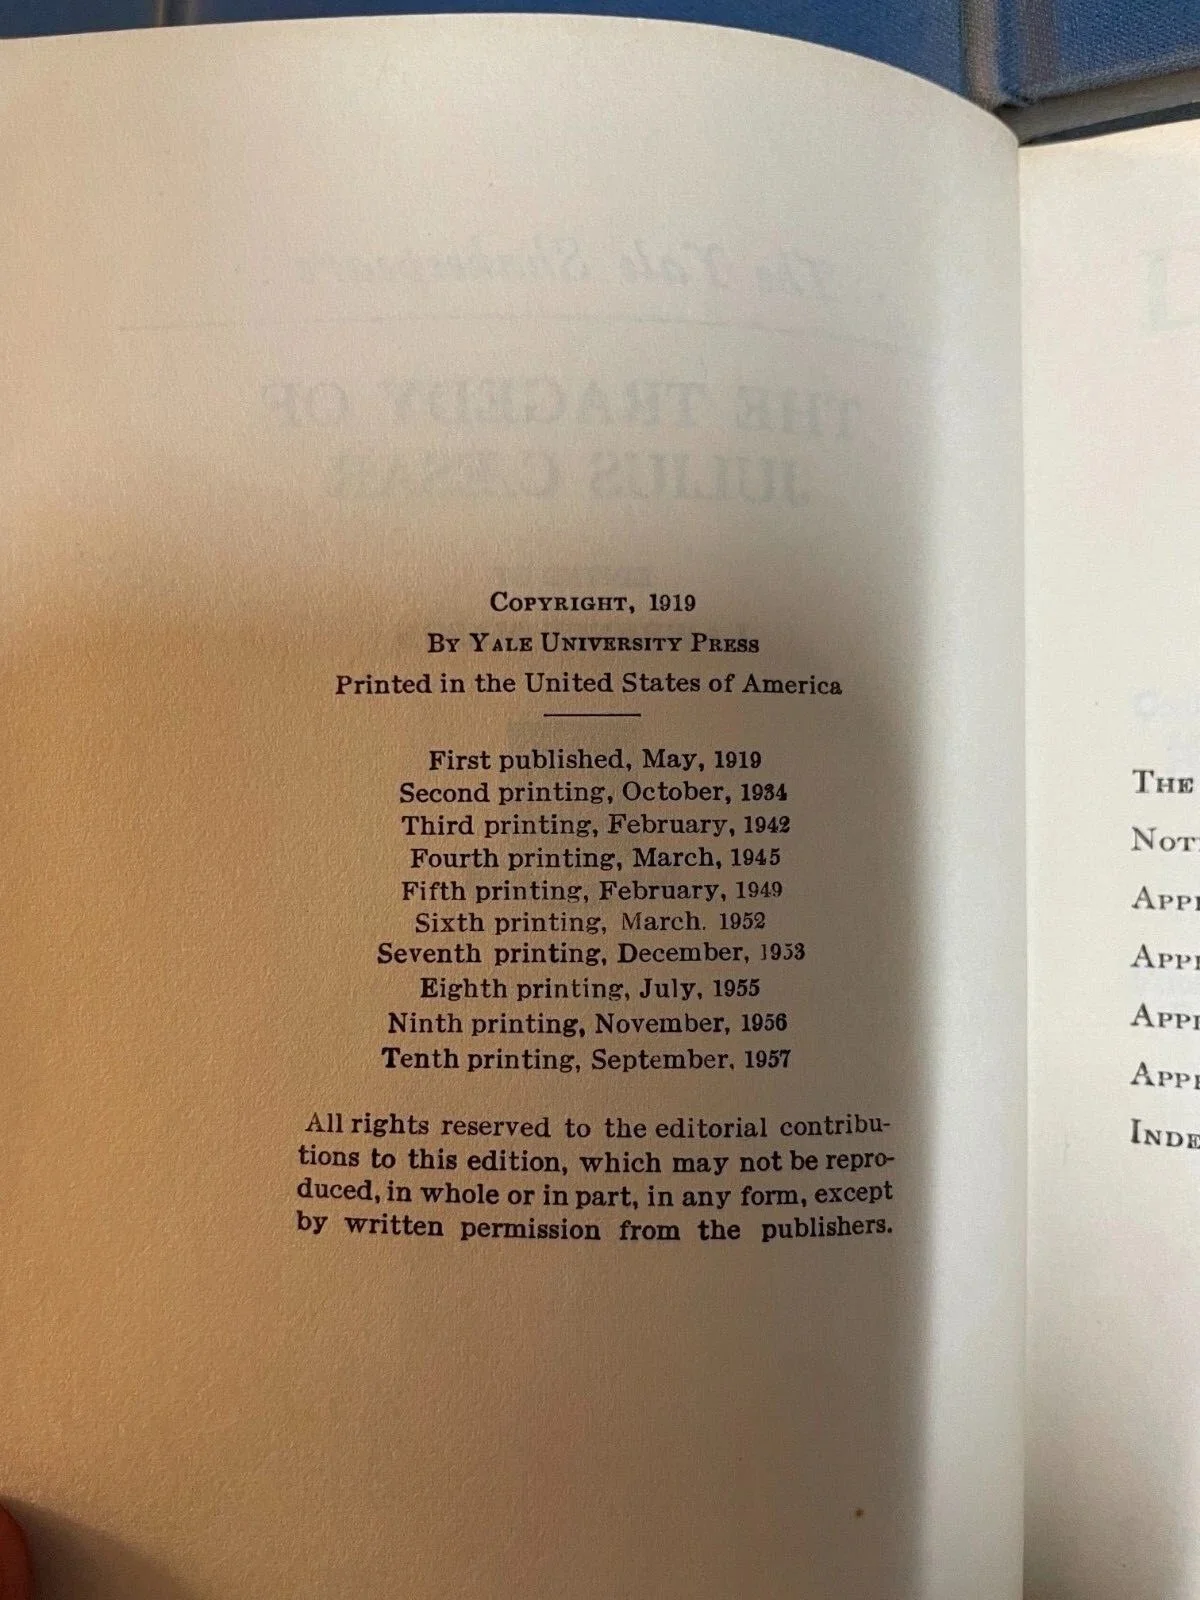 COPYRIGHT, 1919
BY YALE UNIVERSITY PRESS
Printed in the United States of America
First published, May, 1919
Second printing, October, 1934
Third printing, February, 1942
Fourth printing, March, 1945
Fifth printing, February, 1949
Sixth printing, March. 1952
Seventh printing, December, 1953
Eighth printing, July, 1955
Ninth printing, November, 1956
Tenth printing, September, 1957
All rights reserved to the editorial contribu-
tions to this edition, which may not be repro-
duced, in whole or in part, in any form, except
by written permission from the publishers.
THE